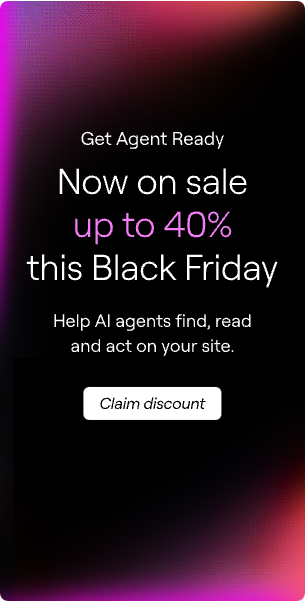 Get Agent Ready
Now on sale
up to 40%
this Black Friday
Help AI agents find, read
and act on your site.
Claim discount